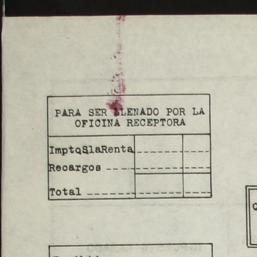 PARA SER LLENADO POR LA
OFICINA RECEPTORA
ImptoSlaRenta
Recargos
Total